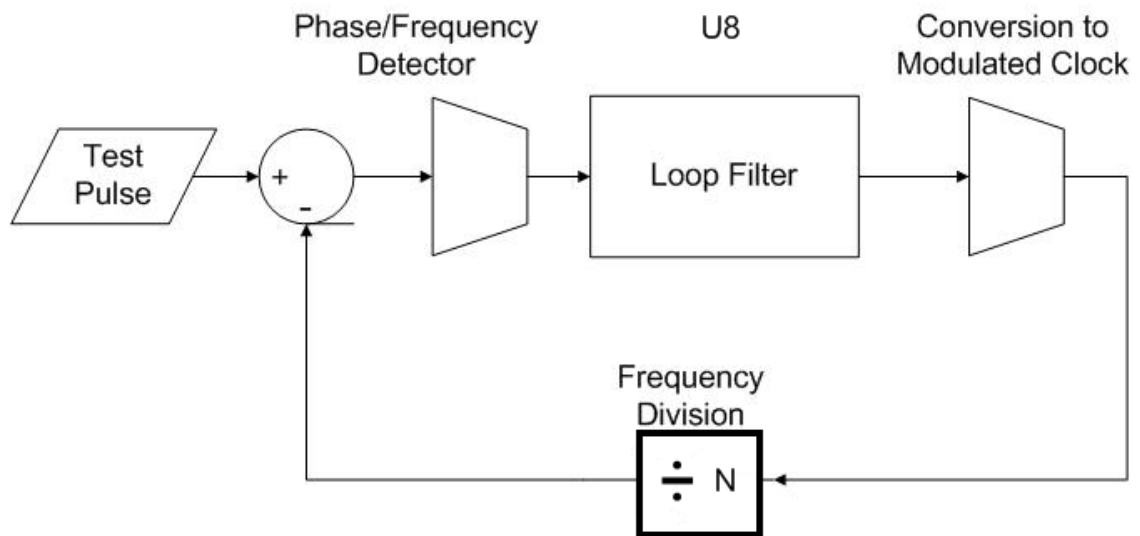 Phase/Frequency
Detector
U8
Conversion to
Modulated Clock
Test
Pulse
+
-
Loop Filter
Frequency
Division
÷ N